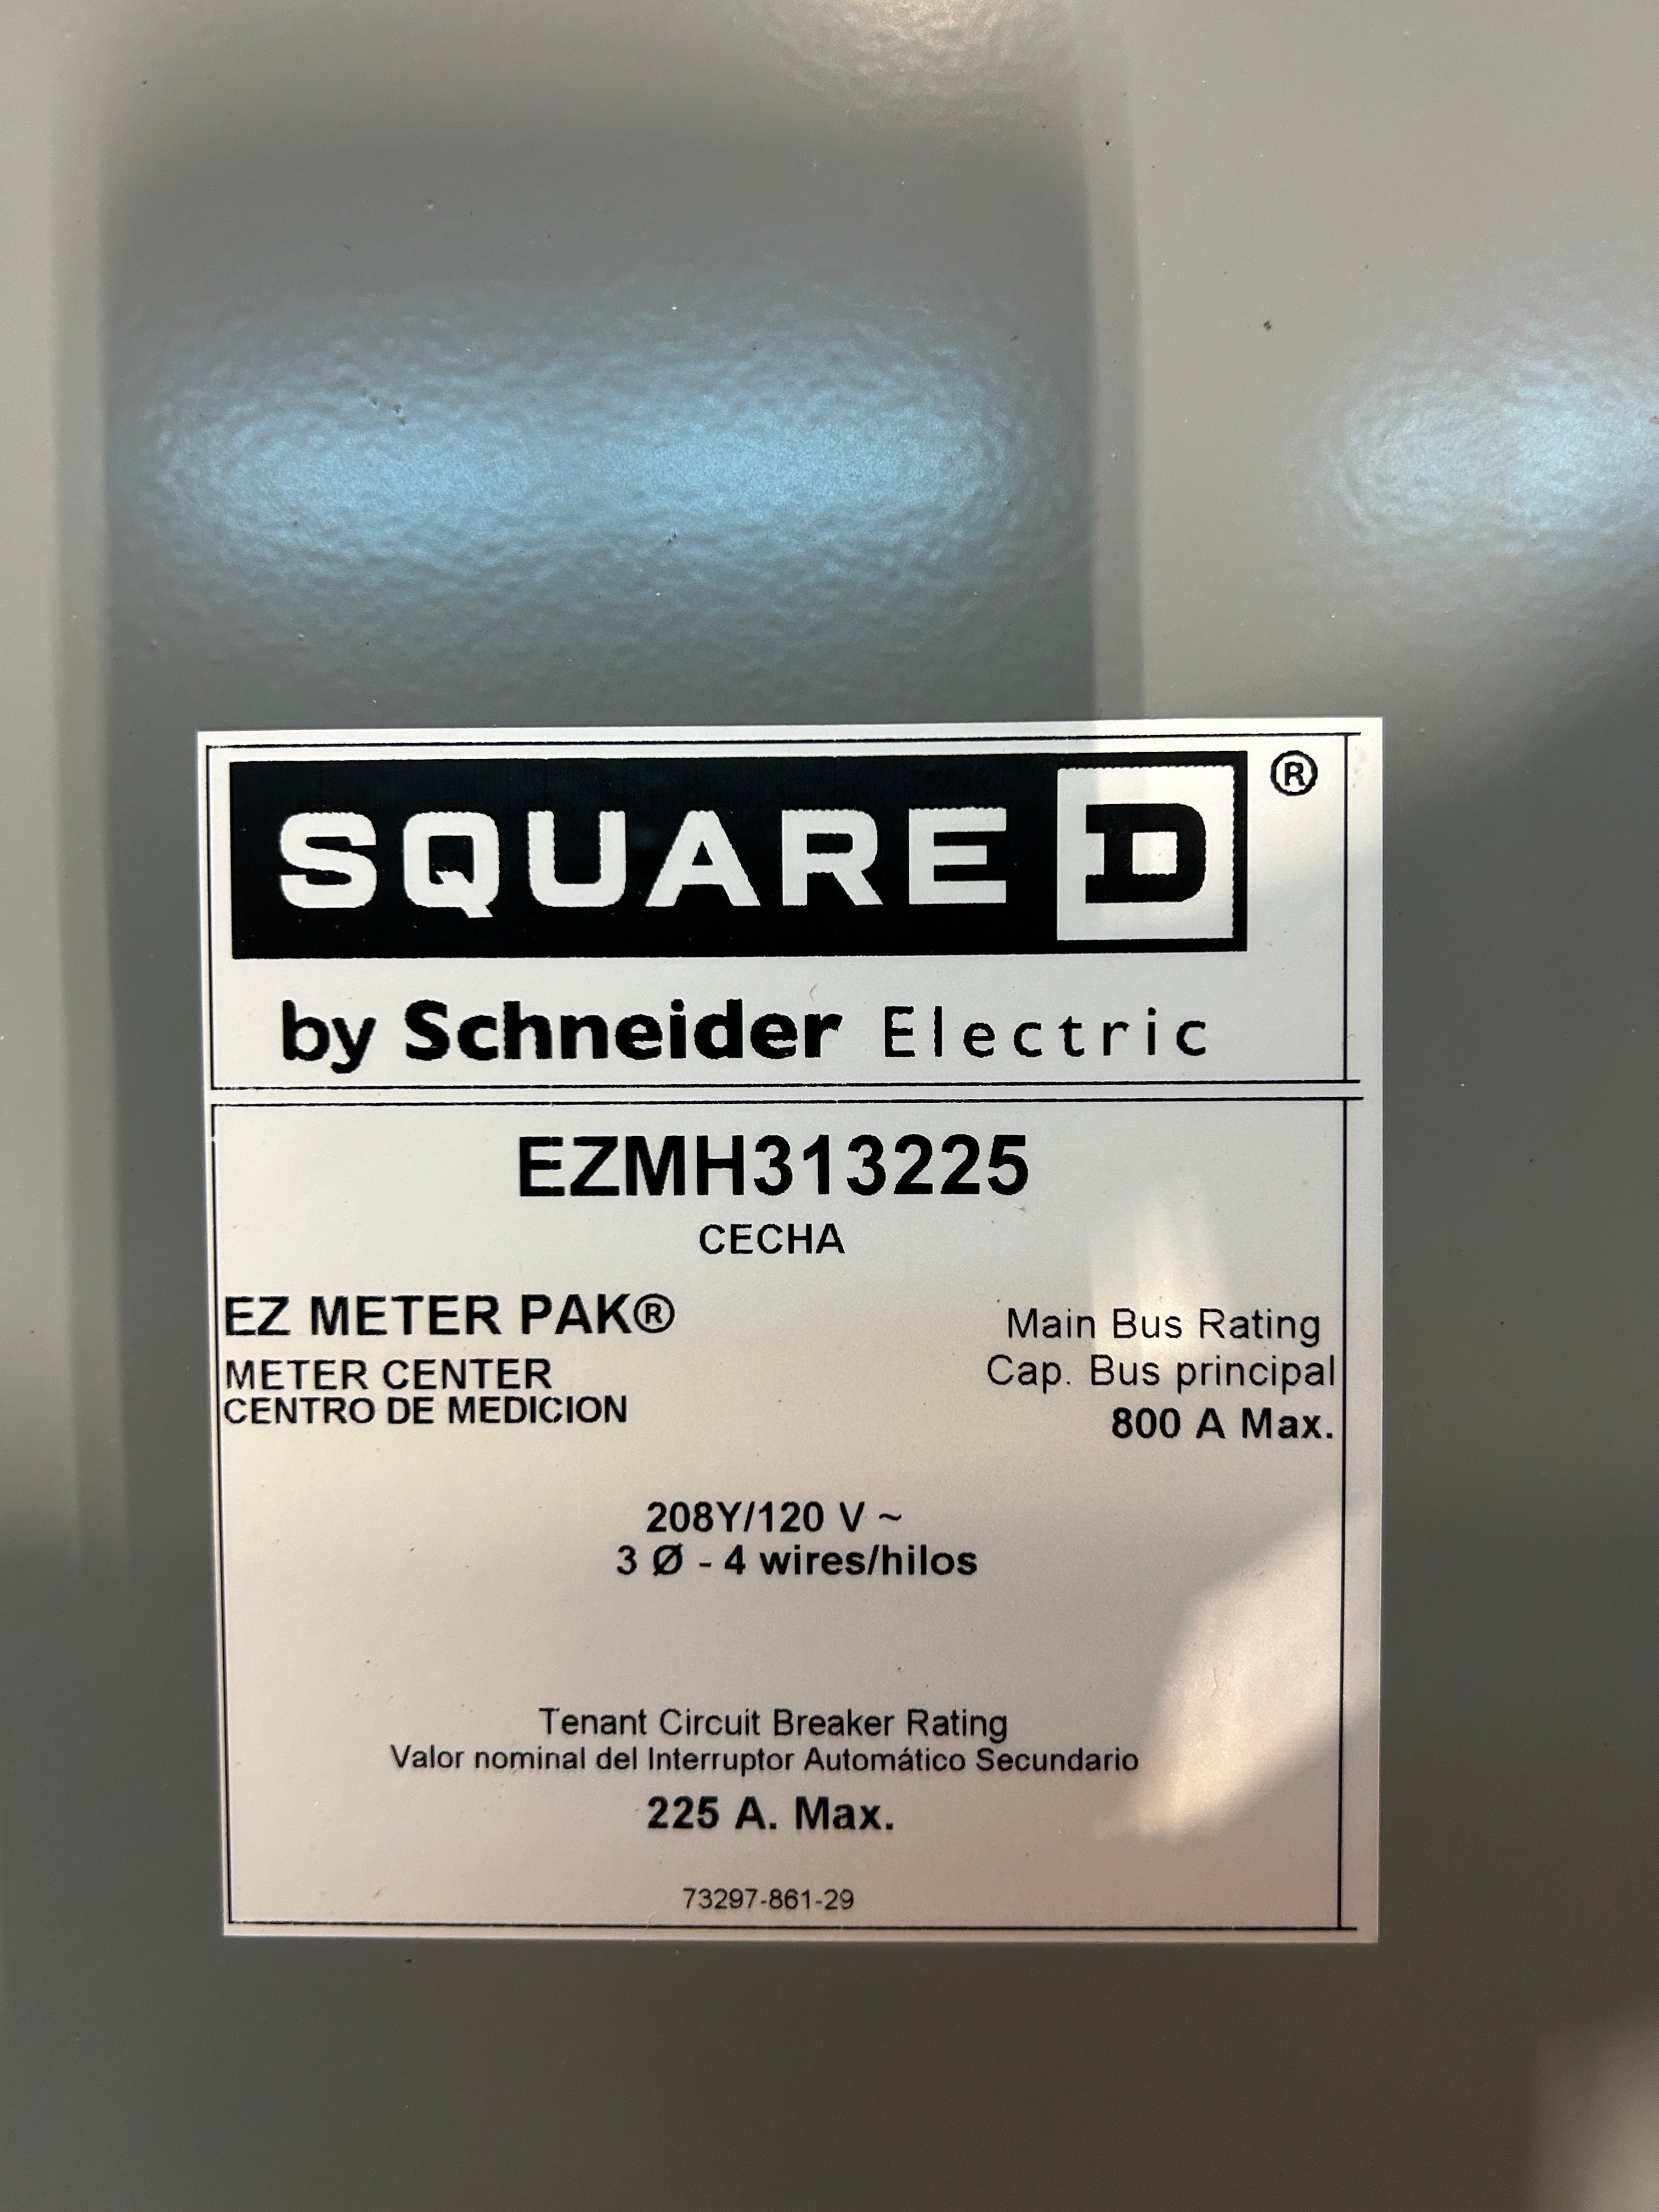 SQUARE D ®
by Schneider Electric
EZMH313225
CECHA
EZ METER PAK®
METER CENTER
CENTRO DE MEDICION
Main Bus Rating
Cap. Bus principal
800 A Max.
208Y/120 V ~
3 Ø - 4 wires/hilos
Tenant Circuit Breaker Rating
Valor nominal del Interruptor Automático Secundario
225 A. Max.
73297-861-29